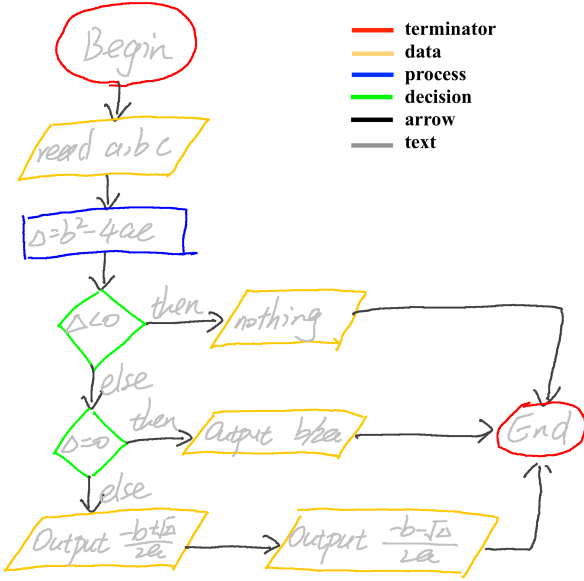 Begin
terminator
data
process
decision
arrow
text
read a,b c
Δ=b²-4ac
Δ<0
then
nothing
else
Δ=0
then
Output b/2a
End
else
Output -b+√Δ/2a
Output -b-√Δ/2a